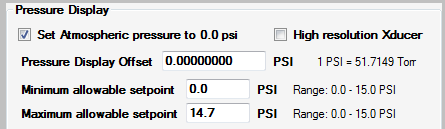 Pressure Display
Set Atmospheric pressure to 0.0 psi High resolution Xducer
Pressure Display Offset 0.00000000 PSI 1 PSI = 51.7149 Torr
Minimum allowable setpoint 0.0 PSI Range: 0.0 - 15.0 PSI
Maximum allowable setpoint 14.7 PSI Range: 0.0 - 15.0 PSI